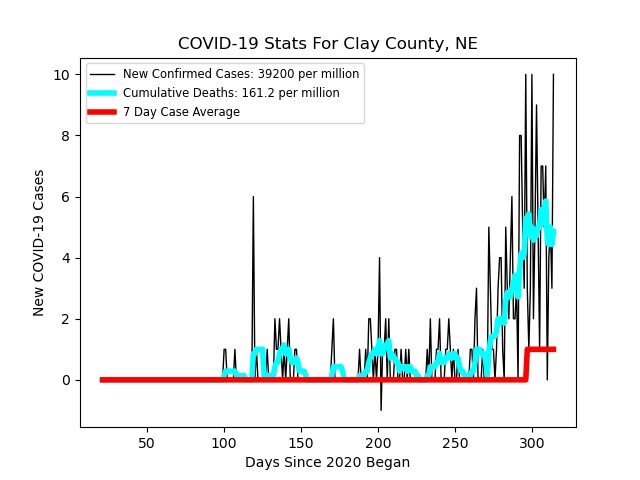 COVID-19 Stats For Clay County, NE
New Confirmed Cases: 39200 per million
Cumulative Deaths: 161.2 per million
7 Day Case Average
New COVID-19 Cases
10
8
6
4
2
0
50 100 150 200 250 300
Days Since 2020 Began